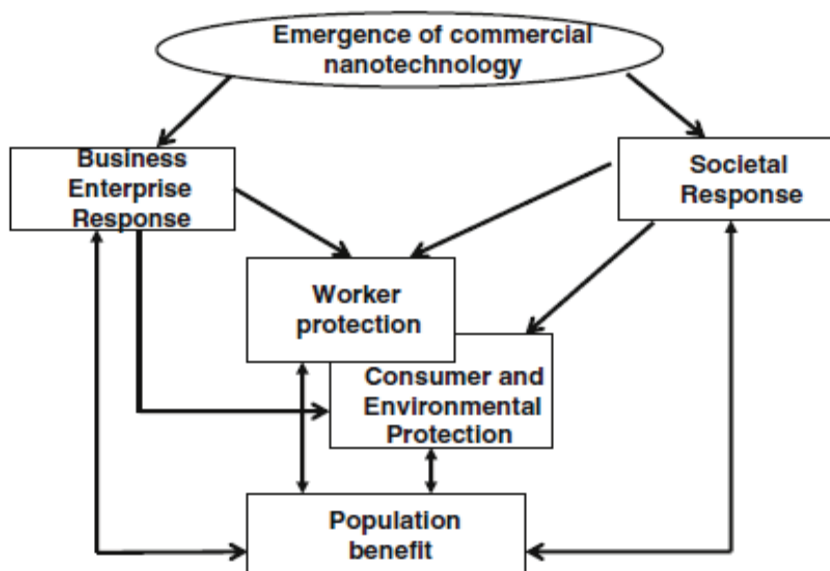 Emergence of commercial
nanotechnology
Business
Enterprise
Response
Societal
Response
Worker
protection
Consumer and
Environmental
Protection
Population
benefit